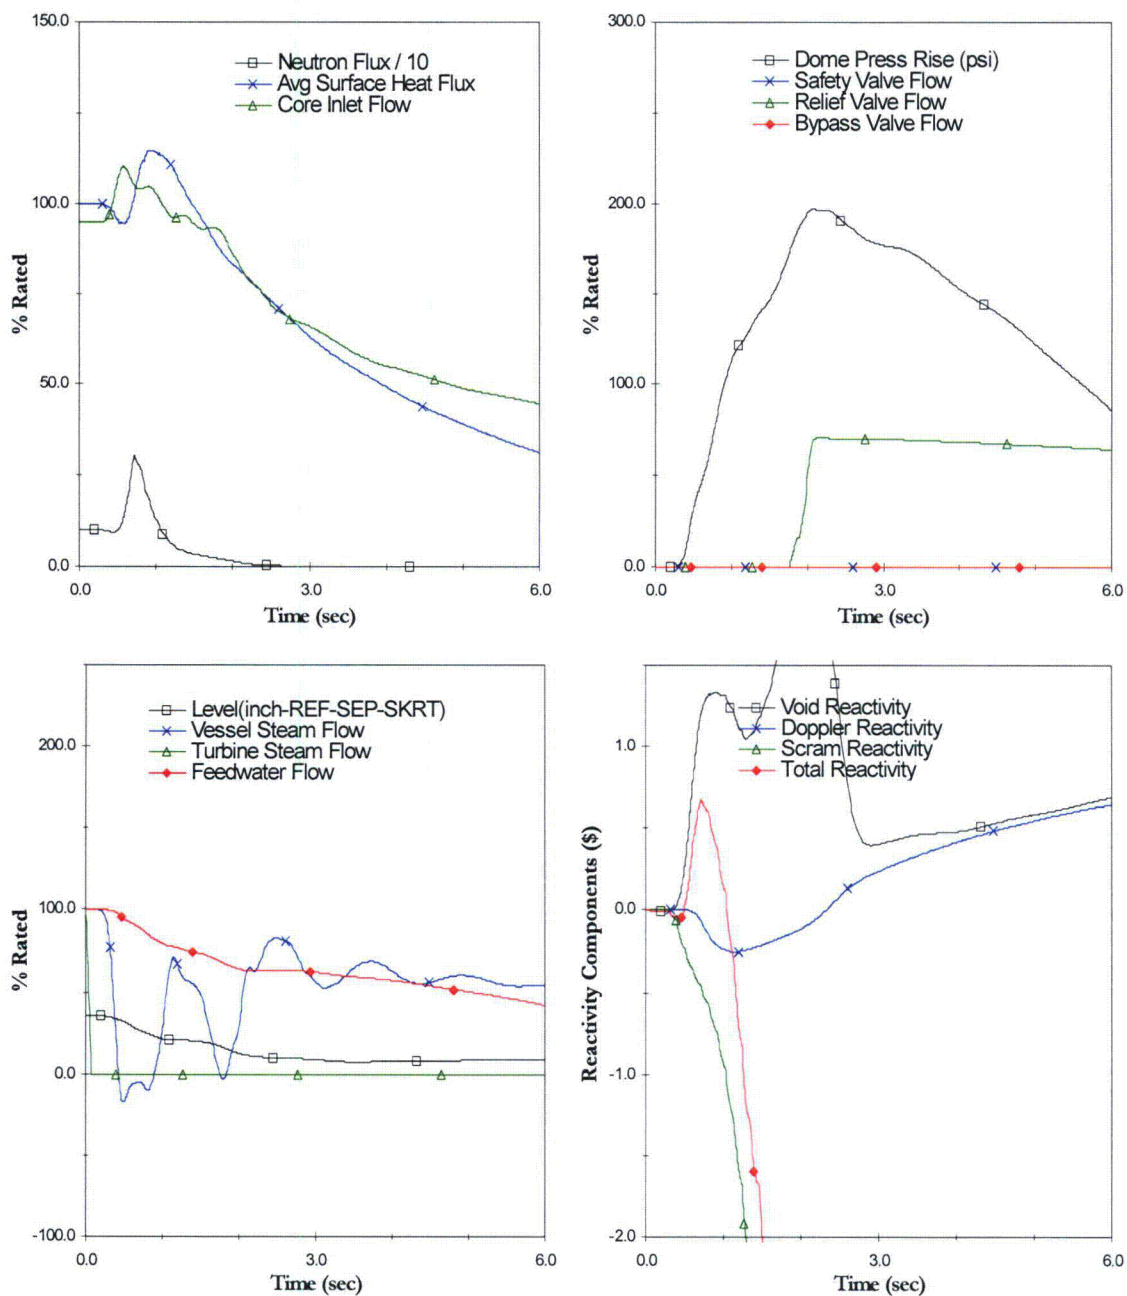 150.0
Neutron Flux / 10
Avg Surface Heat Flux
Core Inlet Flow
100.0
% Rated
50.0
0.0
0.0
3.0
6.0
Time (sec)
300.0
Dome Press Rise (psi)
Safety Valve Flow
Relief Valve Flow
Bypass Valve Flow
200.0
% Rated
100.0
0.0
0.0
3.0
6.0
Time (sec)
Level(inch-REF-SEP-SKRT)
Vessel Steam Flow
Turbine Steam Flow
Feedwater Flow
200.0
100.0
% Rated
0.0
-100.0
0.0
3.0
6.0
Time (sec)
Void Reactivity
Doppler Reactivity
Scram Reactivity
Total Reactivity
1.0
Reactivity Components ($)
0.0
-1.0
-2.0
0.0
3.0
6.0
Time (sec)